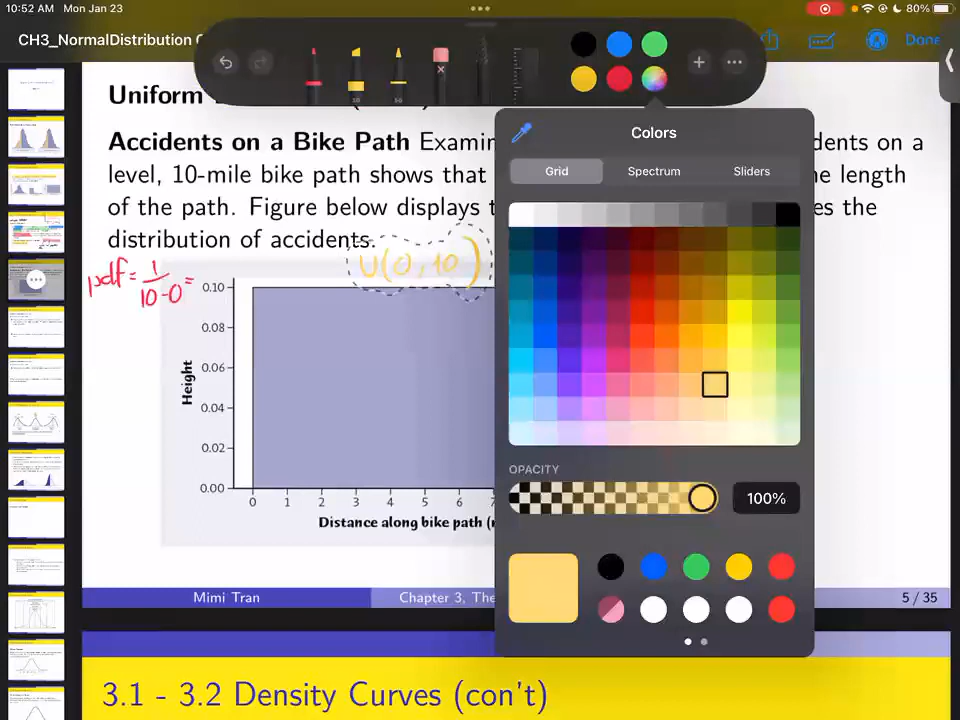 10:52 AM Mon Jan 23
80%
CH3_NormalDistribution
Done
Uniform
Colors
Accidents on a Bike Path Examin
dents on a
Grid Spectrum Sliders
level, 10-mile bike path shows that
e length
of the path. Figure below displays t
es the
distribution of accidents.
U(0,10)
pdf = 1/10-0 =
0.10
0.08
0.06
0.04
0.02
0.00
Height
0 1 2 3 4 5 6 7
Distance along bike path (
OPACITY
100%
Mimi Tran
Chapter 3, The
5 / 35
3.1 - 3.2 Density Curves (con't)